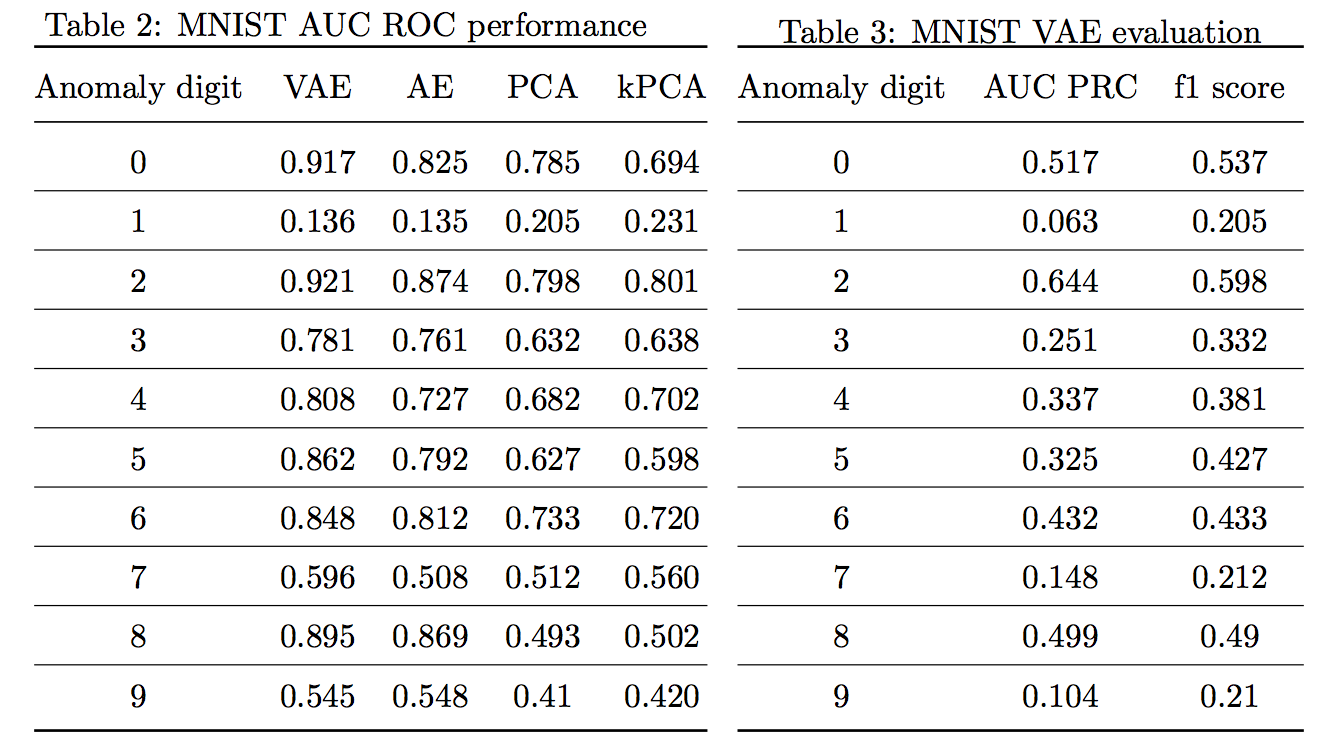 Table 2: MNIST AUC ROC performance
Anomaly digit VAE AE PCA kPCA
0 0.917 0.825 0.785 0.694
1 0.136 0.135 0.205 0.231
2 0.921 0.874 0.798 0.801
3 0.781 0.761 0.632 0.638
4 0.808 0.727 0.682 0.702
5 0.862 0.792 0.627 0.598
6 0.848 0.812 0.733 0.720
7 0.596 0.508 0.512 0.560
8 0.895 0.869 0.493 0.502
9 0.545 0.548 0.41 0.420
Table 3: MNIST VAE evaluation
Anomaly digit AUC PRC f1 score
0 0.517 0.537
1 0.063 0.205
2 0.644 0.598
3 0.251 0.332
4 0.337 0.381
5 0.325 0.427
6 0.432 0.433
7 0.148 0.212
8 0.499 0.49
9 0.104 0.21